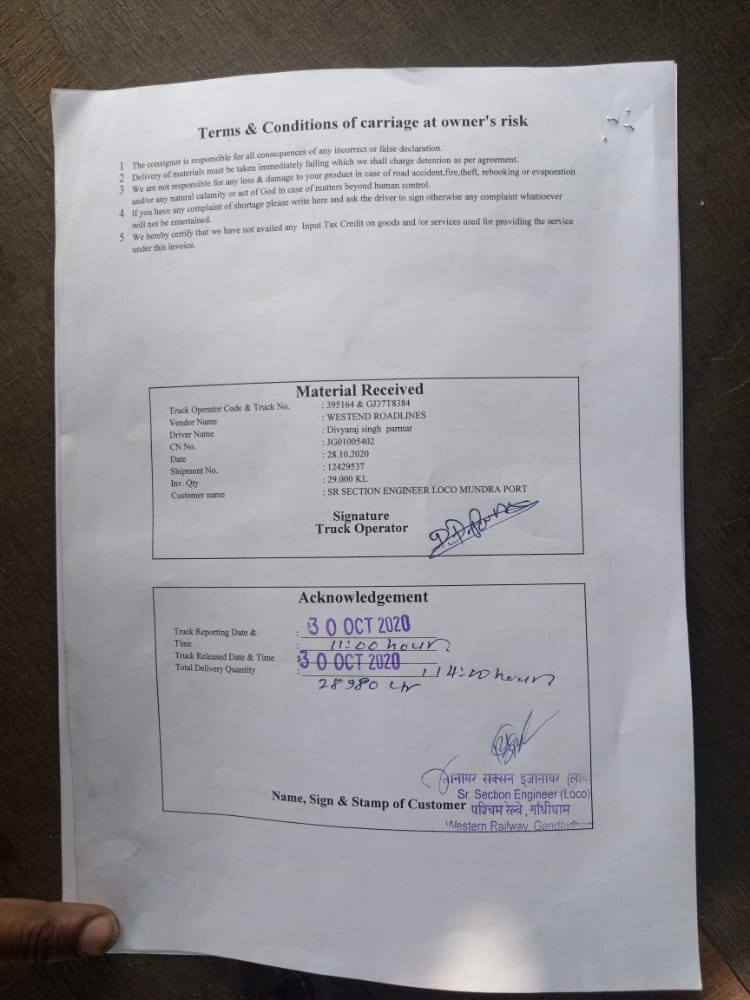 Terms & Conditions of carriage at owner's risk
1 The consignor is responsible for all consequences of any incorrect or false declaration.
2 Delivery of materials must be taken immediately failing which we shall charge detention as per agreement.
3 We are not responsible for any loss & damage to your product in case of road accident,fire,theft, rebooking or evaporation
and/or any natural calamity or act of God in case of matters beyond human control.
4 If you have any complaint of shortage please write here and ask the driver to sign otherwise any complaint whatsoever
will not be entertained.
5 We hereby certify that we have not availed any Input Tax Credit on goods and /or services used for providing the service
under this invoice.
Material Received
Truck Operator Code & Truck No. : 395164 & GJ37T8384
Vendor Name : WESTEND ROADLINES
Driver Name : Divyaraj singh parmar
CN No. : JG01005402
Date : 28.10.2020
Shipment No. : 12429537
Inv. Qty : 29.000 KL
Customer name : SR SECTION ENGINEER LOCO MUNDRA PORT
Signature
Truck Operator
Acknowledgement
Truck Reporting Date & : 30 OCT 2020
Time : 11:00 hour
Truck Released Date & Time : 30 OCT 2020 14:00 hour
Total Delivery Quantity 28980 Ltr
Sr. Section Engineer (Loco)
Name, Sign & Stamp of Customer पश्चिम रेल्वे, गाँधीधाम
Western Railway Gandhidham